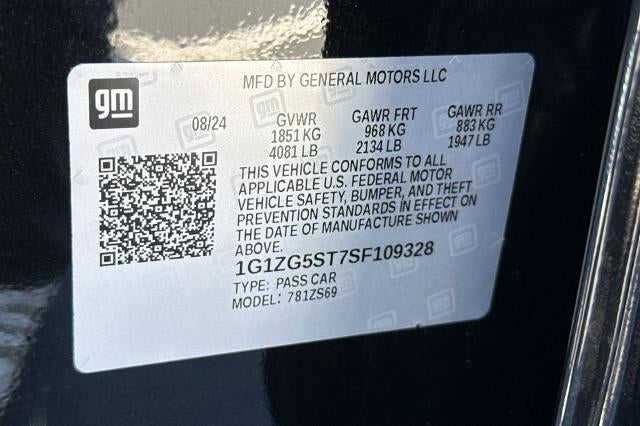 MFD BY GENERAL MOTORS LLC
gm
08/24 GVWR GAWR FRT GAWR RR
1851 KG 968 KG 883 KG
4081 LB 2134 LB 1947 LB
THIS VEHICLE CONFORMS TO ALL
APPLICABLE U.S. FEDERAL MOTOR
VEHICLE SAFETY, BUMPER, AND THEFT
PREVENTION STANDARDS IN EFFECT ON
THE DATE OF MANUFACTURE SHOWN
ABOVE.
1G1ZG5ST7SF109328
TYPE: PASS CAR
MODEL: 781ZS69